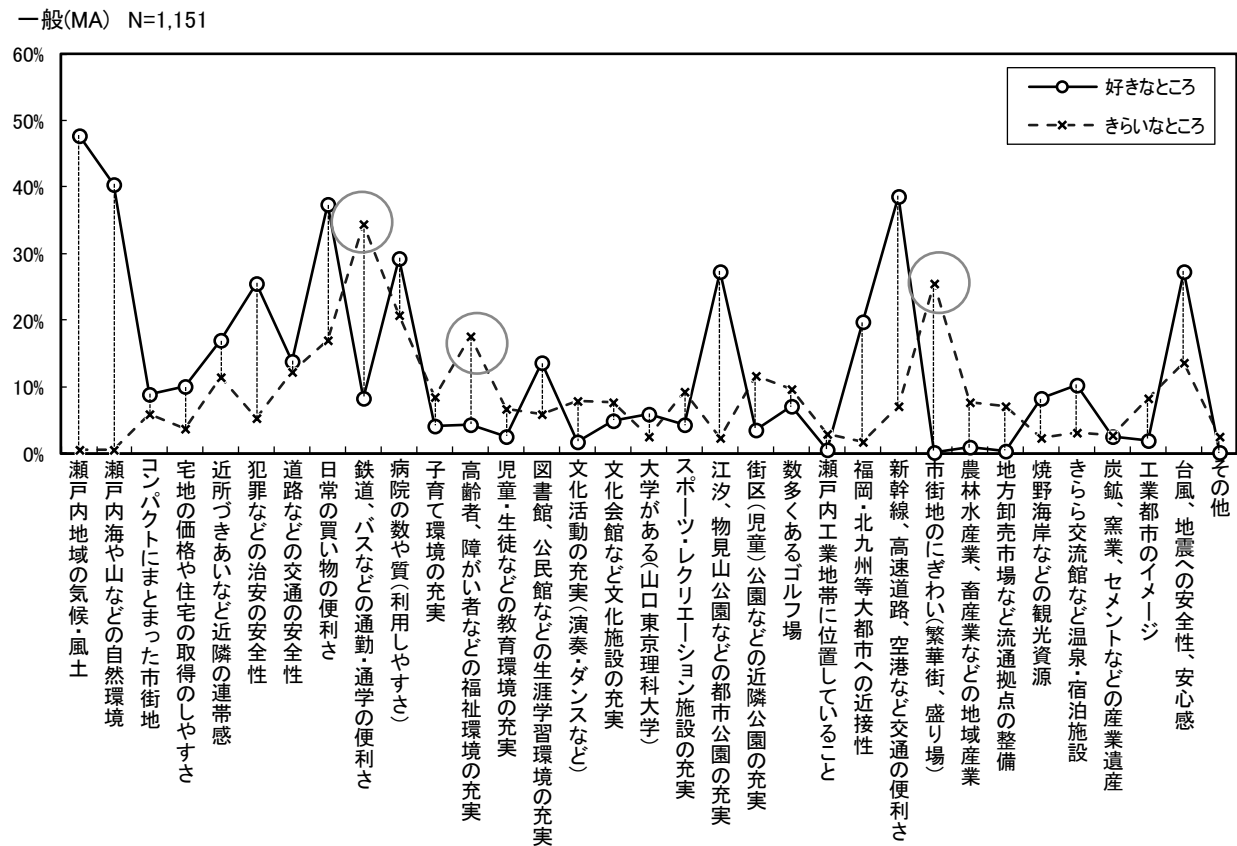 一般(MA) N=1,151
60%
50%
40%
30%
20%
10%
0%
好きなところ
きらいなところ
瀬戸内地域の気候・風土
瀬戸内海や山などの自然環境
コンパクトにまとまった市街地
宅地の価格や住宅の取得のしやすさ
近所づきあいなど近隣の連帯感
犯罪などの治安の安全性
道路などの交通の安全性
日常の買い物の便利さ
鉄道、バスなどの通勤・通学の便利さ
病院の数や質(利用しやすさ)
子育て環境の充実
高齢者、障がい者などの福祉環境の充実
児童・生徒などの教育環境の充実
図書館、公民館などの生涯学習環境の充実
文化活動の充実(演奏・ダンスなど)
文化会館など文化施設の充実
大学がある(山口東京理科大学)
スポーツ・レクリエーション施設の充実
江汐、物見山公園などの都市公園の充実
街区(児童)公園などの近隣公園の充実
数多くあるゴルフ場
瀬戸内工業地帯に位置していること
福岡・北九州等大都市への近接性
新幹線、高速道路、空港など交通の便利さ
市街地のにぎわい(繁華街、盛り場)
農林水産業、畜産業などの地域産業
地方卸売市場など流通拠点の整備
焼野海岸などの観光資源
きらら交流館など温泉・宿泊施設
炭鉱、窯業、セメントなどの産業遺産
工業都市のイメージ
台風、地震への安全性、安心感
その他